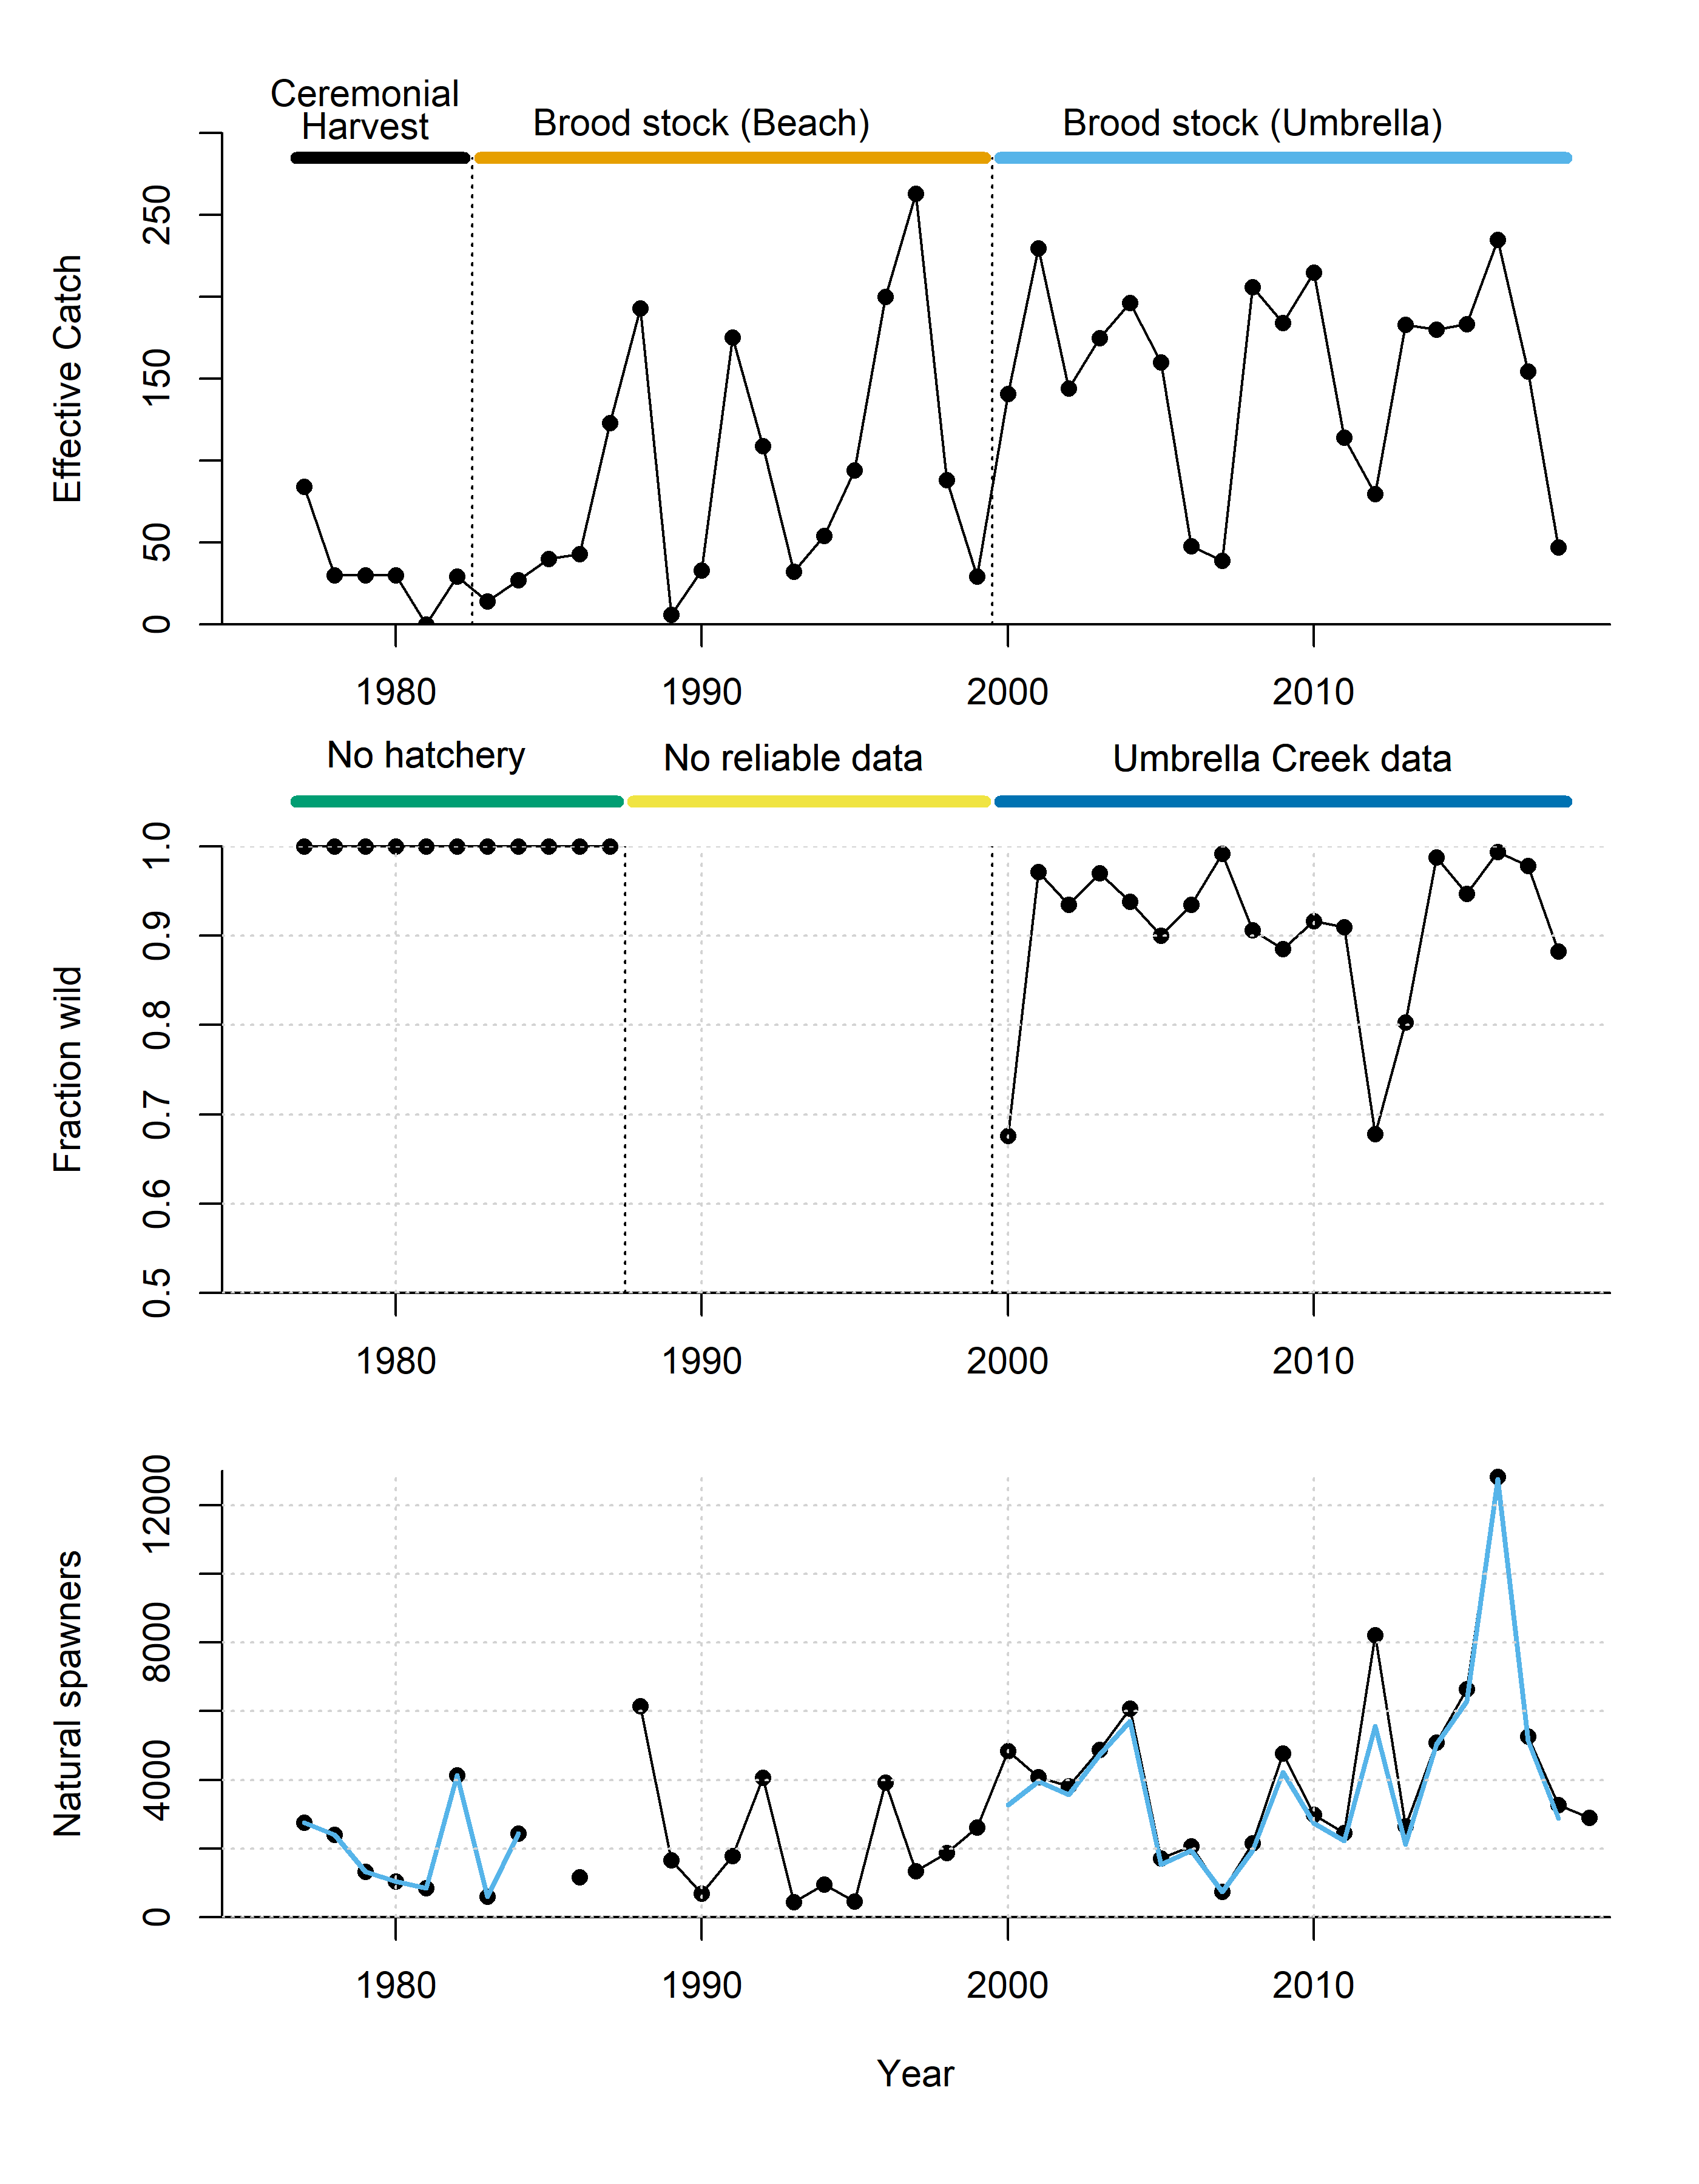 Ceremonial
Harvest
Brood stock (Beach)
Brood stock (Umbrella)
Effective Catch
250
150
50
0
1980
1990
2000
2010
No hatchery
No reliable data
Umbrella Creek data
Fraction wild
1.0
0.9
0.8
0.7
0.6
0.5
1980
1990
2000
2010
Natural spawners
12000
8000
4000
0
1980
1990
2000
2010
Year